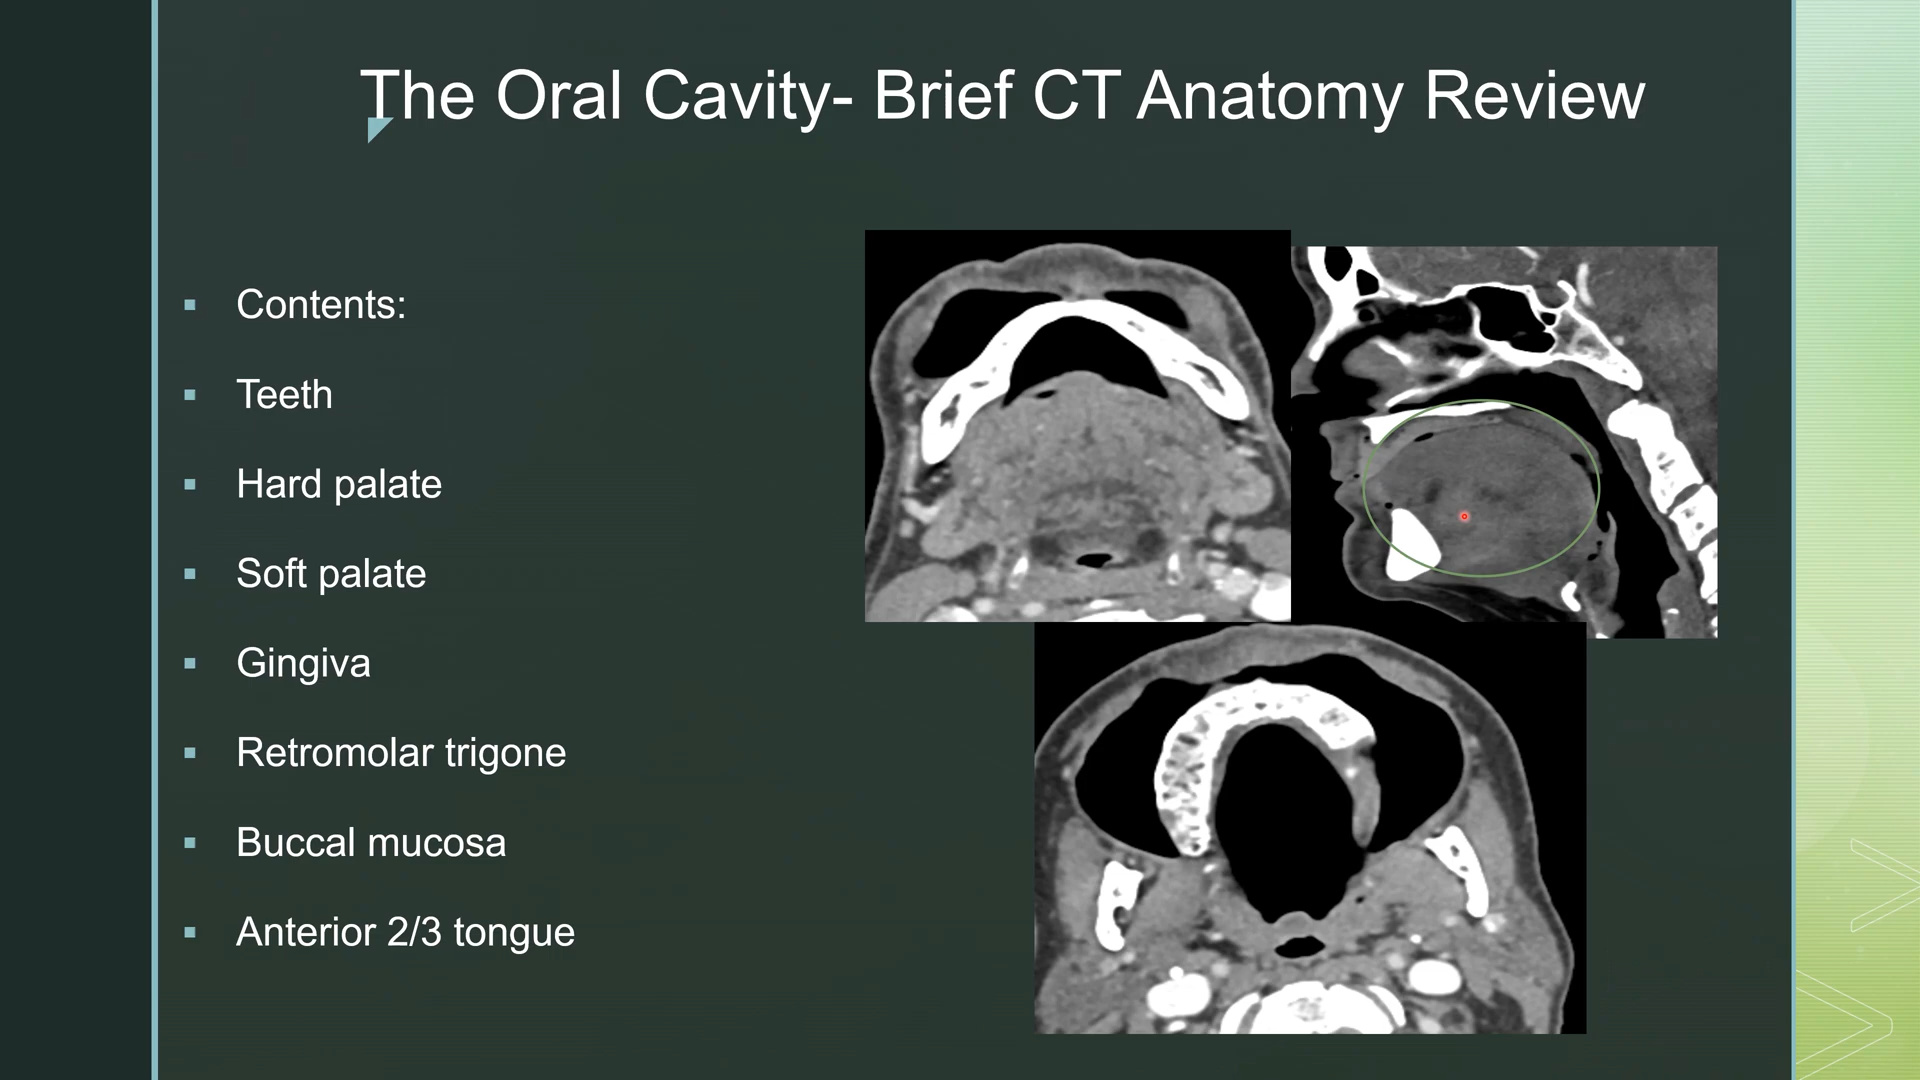 The Oral Cavity- Brief CT Anatomy Review
Contents:
Teeth
Hard palate
Soft palate
Gingiva
Retromolar trigone
Buccal mucosa
Anterior 2/3 tongue